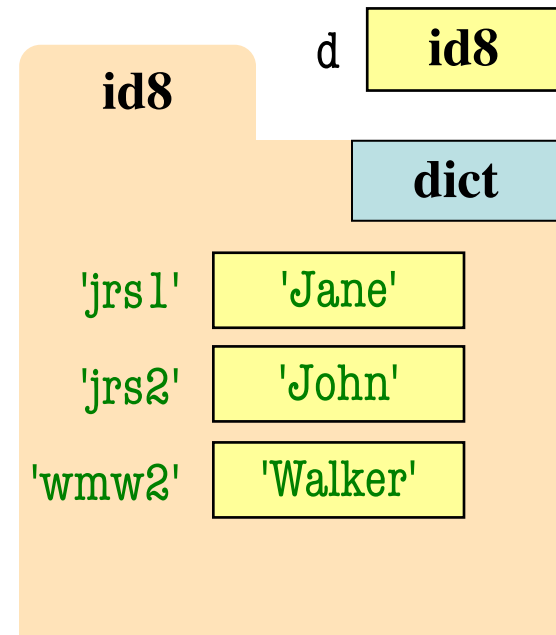 d id8
id8
dict
'jrs1' 'Jane'
'jrs2' 'John'
'wmw2' 'Walker'